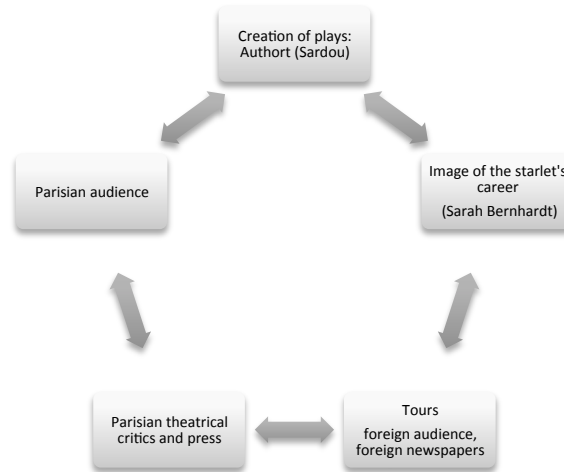 Creation of plays:
Authort (Sardou)
Parisian audience
Image of the starlet's
career
(Sarah Bernhardt)
Parisian theatrical
critics and press
Tours
foreign audience,
foreign newspapers